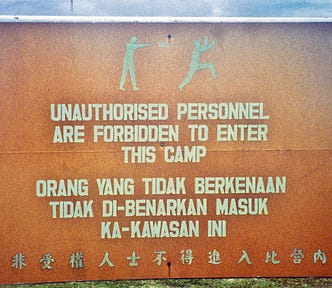 UNAUTHORISED PERSONNEL
ARE FORBIDDEN TO ENTER
THIS CAMP
ORANG YANG TIDAK BERKENAAN
TIDAK DI-BENARKAN MASUK
KA-KAWASAN INI
非受權人士不得進入比營內